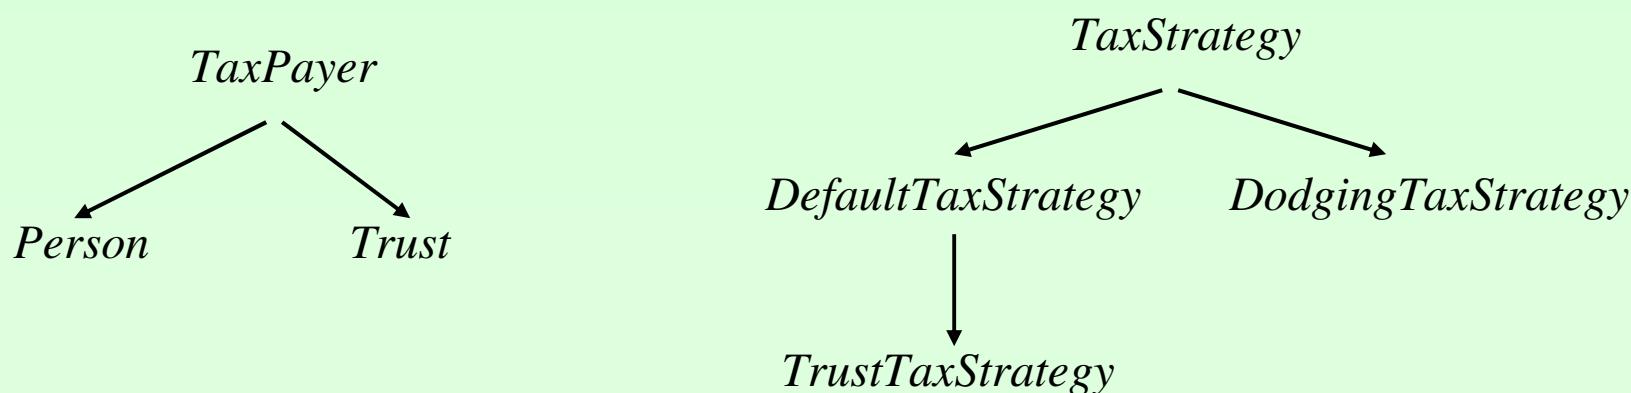 TaxPayer
Person
Trust
TaxStrategy
DefaultTaxStrategy
DodgingTaxStrategy
TrustTaxStrategy